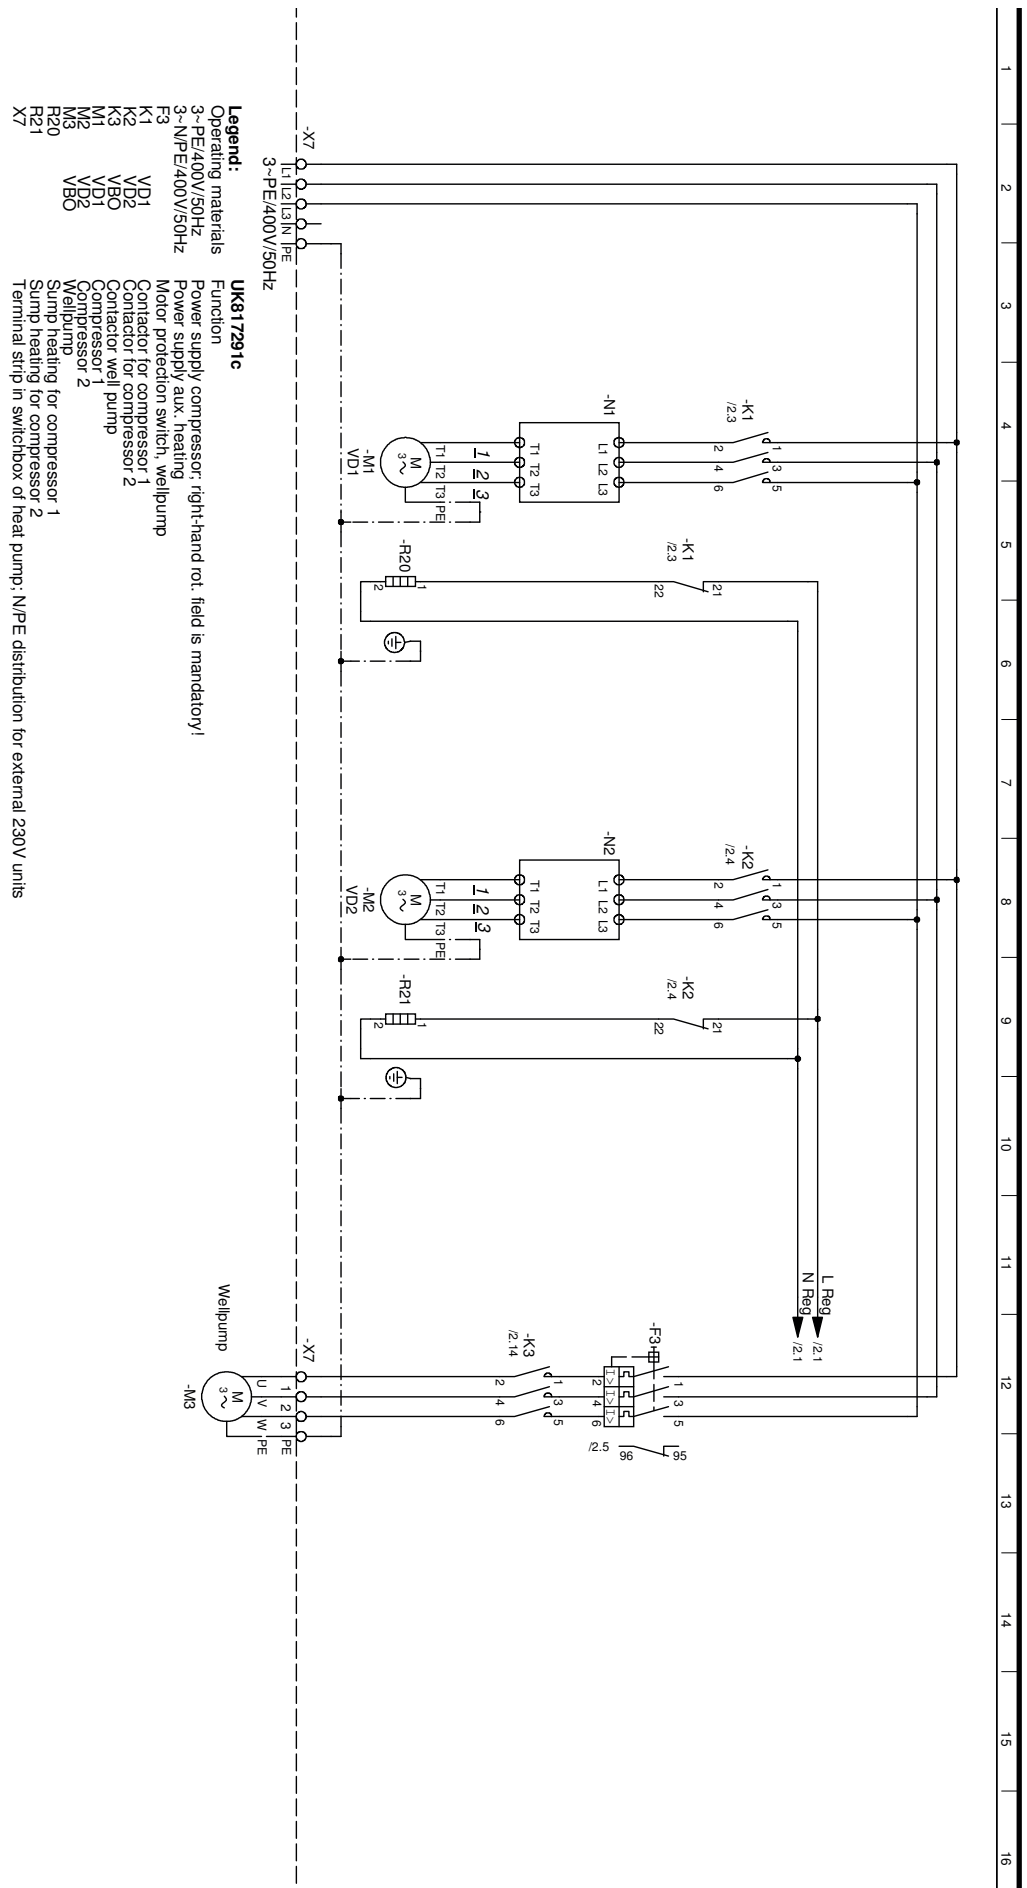 1
2
3
4
5
6
7
8
9
10
11
12
13
14
15
16
L Reg /2.1
N Reg /2.1
-K1
/2.3
1 3 5
2 4 6
-K1
/2.3
21
22
-K2
/2.4
1 3 5
2 4 6
-K2
/2.4
21
22
-F3
1 3 5
I> I> I>
2 4 6
95
96
/2.5
-N1
L1 L2 L3
T1 T2 T3
-N2
L1 L2 L3
T1 T2 T3
-K3
/2.14
1 3 5
2 4 6
1 2 3
T1 T2 T3 PE
M
3~
-M1
VD1
-R20
1
2
1 2 3
T1 T2 T3 PE
M
3~
-M2
VD2
-R21
1
2
-X7
L1 L2 L3 N PE
3~PE/400V/50Hz
-X7
1 2 3 PE
U V W PE
Wellpump
M
3~
-M3
Legend: UK817291c
Operating materials Function
3~PE/400V/50Hz Power supply compressor; right-hand rot. field is mandatory!
3~N/PE/400V/50Hz Power supply aux. heating
F3 Motor protection switch, wellpump
K1 VD1 Contactor for compressor 1
K2 VD2 Contactor for compressor 2
K3 VBO Contactor well pump
M1 VD1 Compressor 1
M2 VD2 Compressor 2
M3 VBO Wellpump
R20 Sump heating for compressor 1
R21 Sump heating for compressor 2
X7 Terminal strip in switchbox of heat pump; N/PE distribution for external 230V units